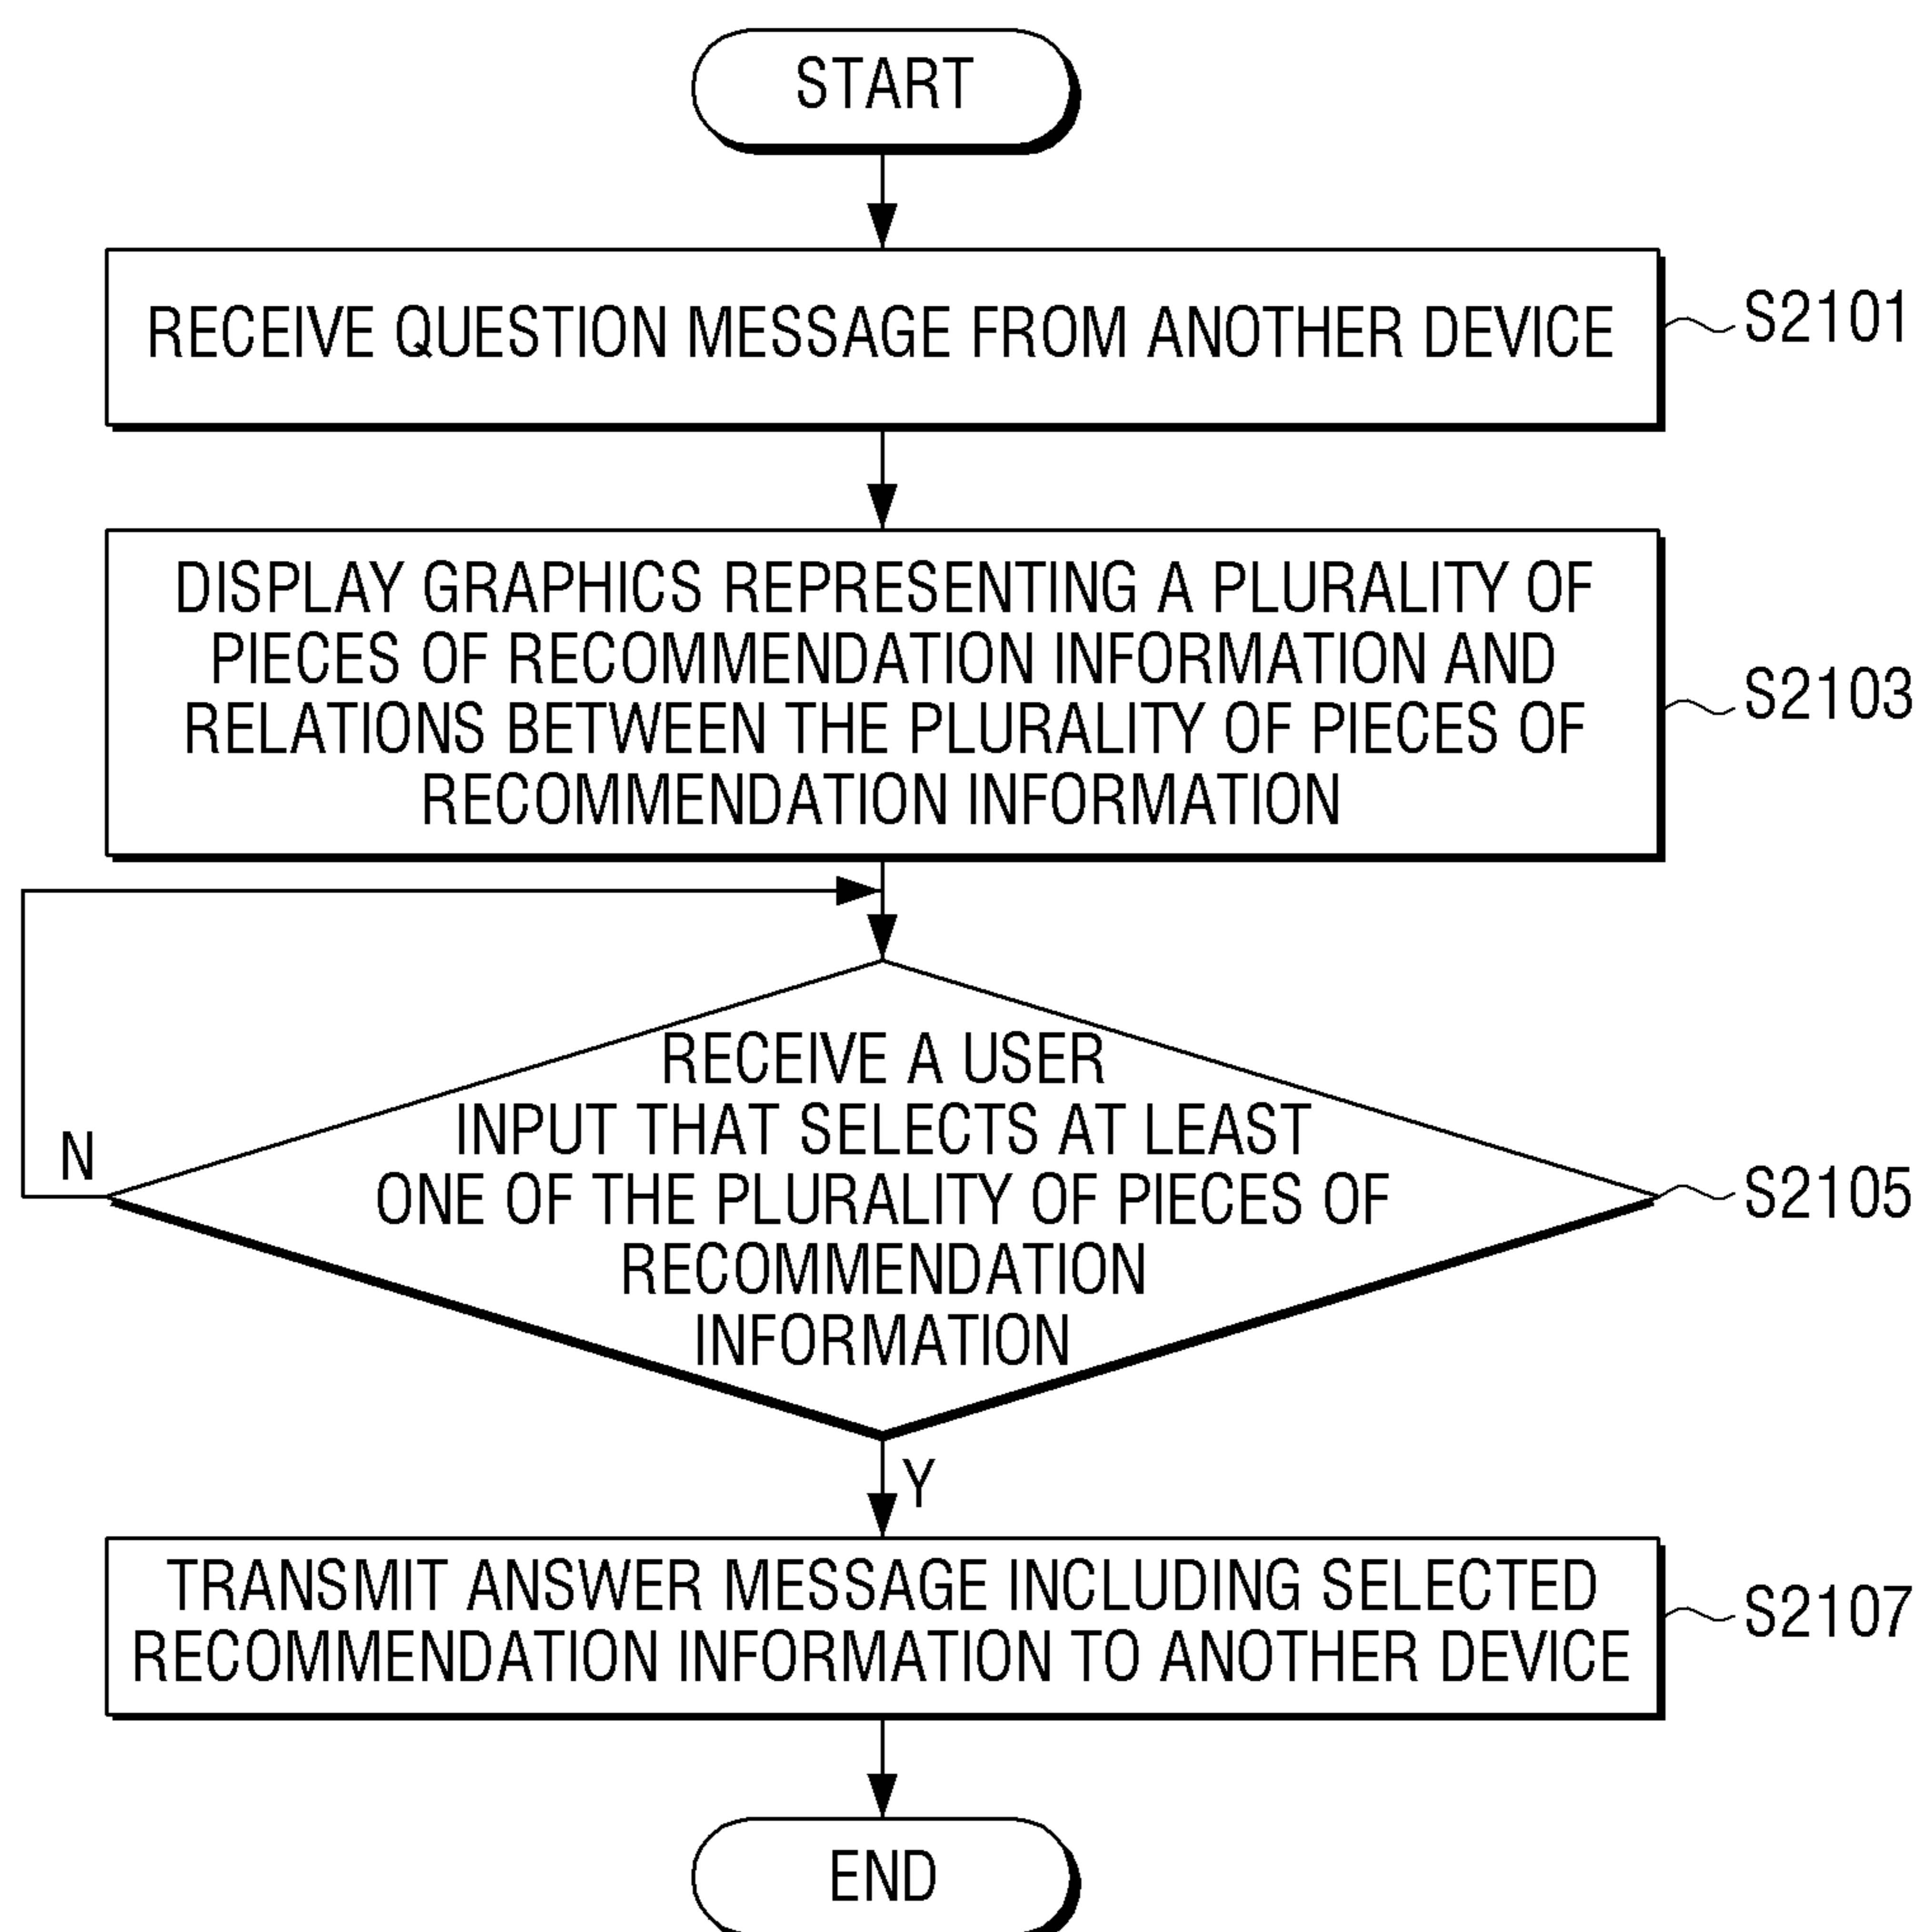 START
RECEIVE QUESTION MESSAGE FROM ANOTHER DEVICE
S2101
DISPLAY GRAPHICS REPRESENTING A PLURALITY OF
PIECES OF RECOMMENDATION INFORMATION AND
RELATIONS BETWEEN THE PLURALITY OF PIECES OF
RECOMMENDATION INFORMATION
S2103
RECEIVE A USER
INPUT THAT SELECTS AT LEAST
ONE OF THE PLURALITY OF PIECES OF
RECOMMENDATION
INFORMATION
N
S2105
Y
TRANSMIT ANSWER MESSAGE INCLUDING SELECTED
RECOMMENDATION INFORMATION TO ANOTHER DEVICE
S2107
END